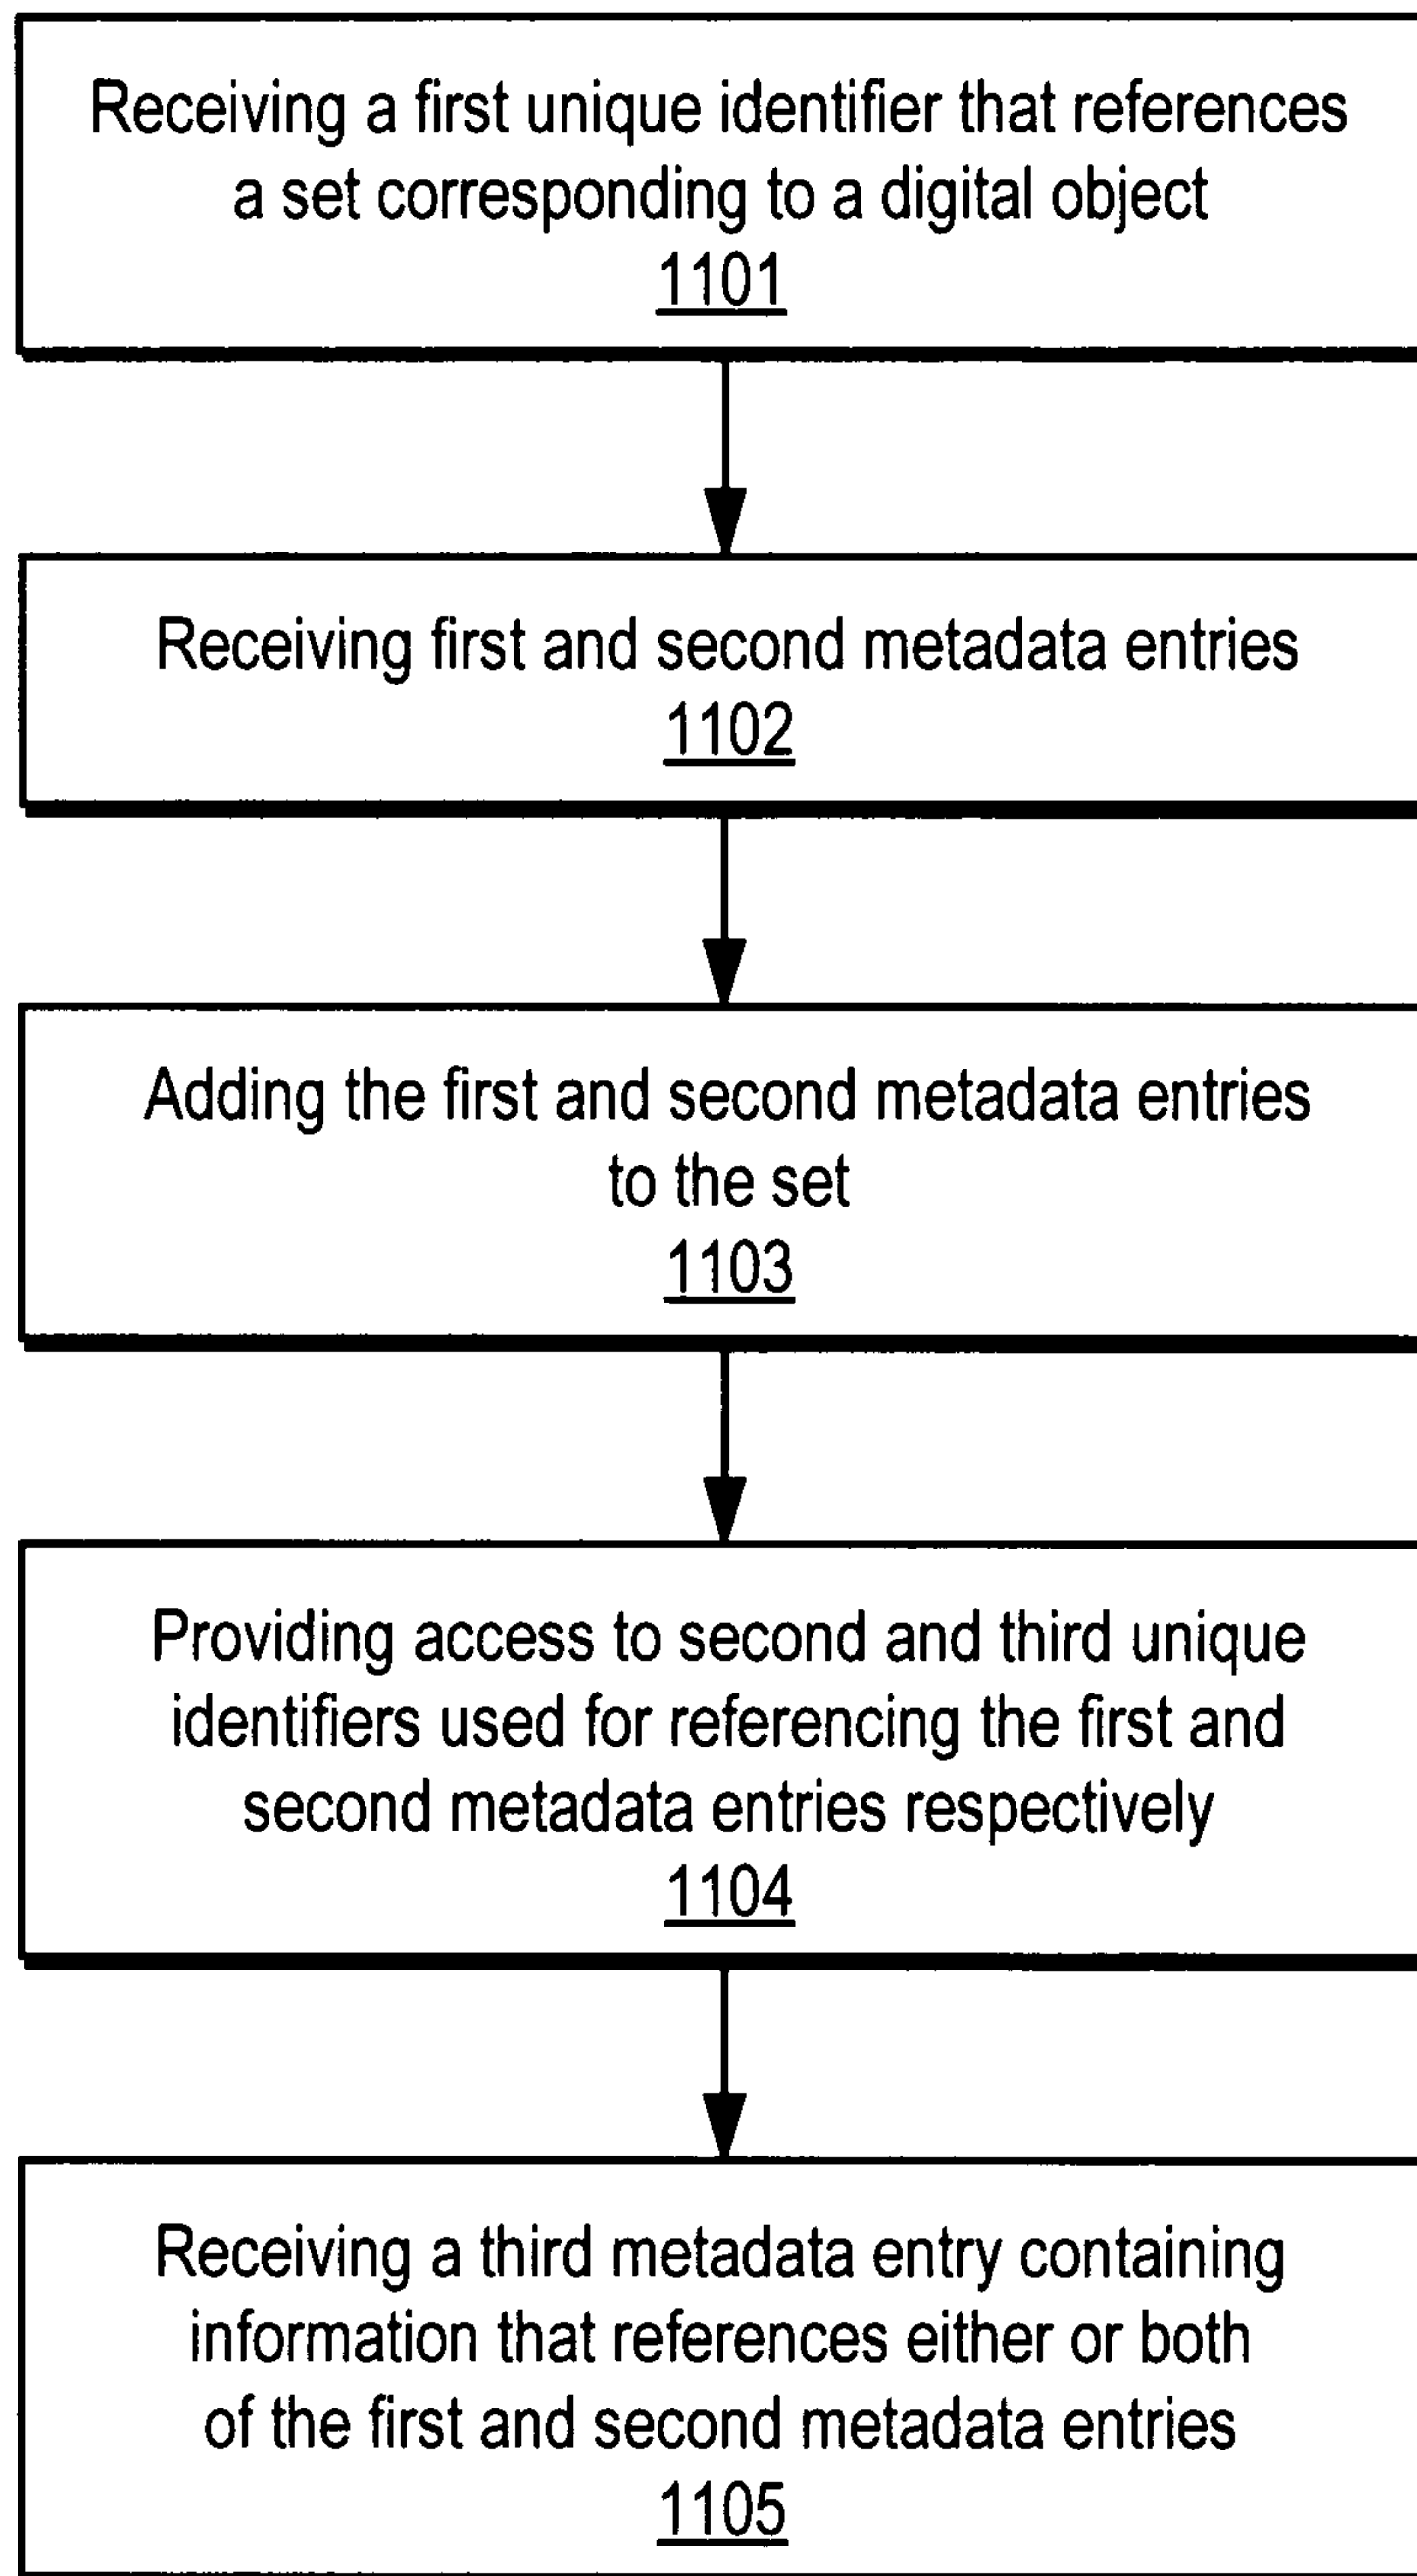 Receiving a first unique identifier that references
a set corresponding to a digital object
1101
Receiving first and second metadata entries
1102
Adding the first and second metadata entries
to the set
1103
Providing access to second and third unique
identifiers used for referencing the first and
second metadata entries respectively
1104
Receiving a third metadata entry containing
information that references either or both
of the first and second metadata entries
1105